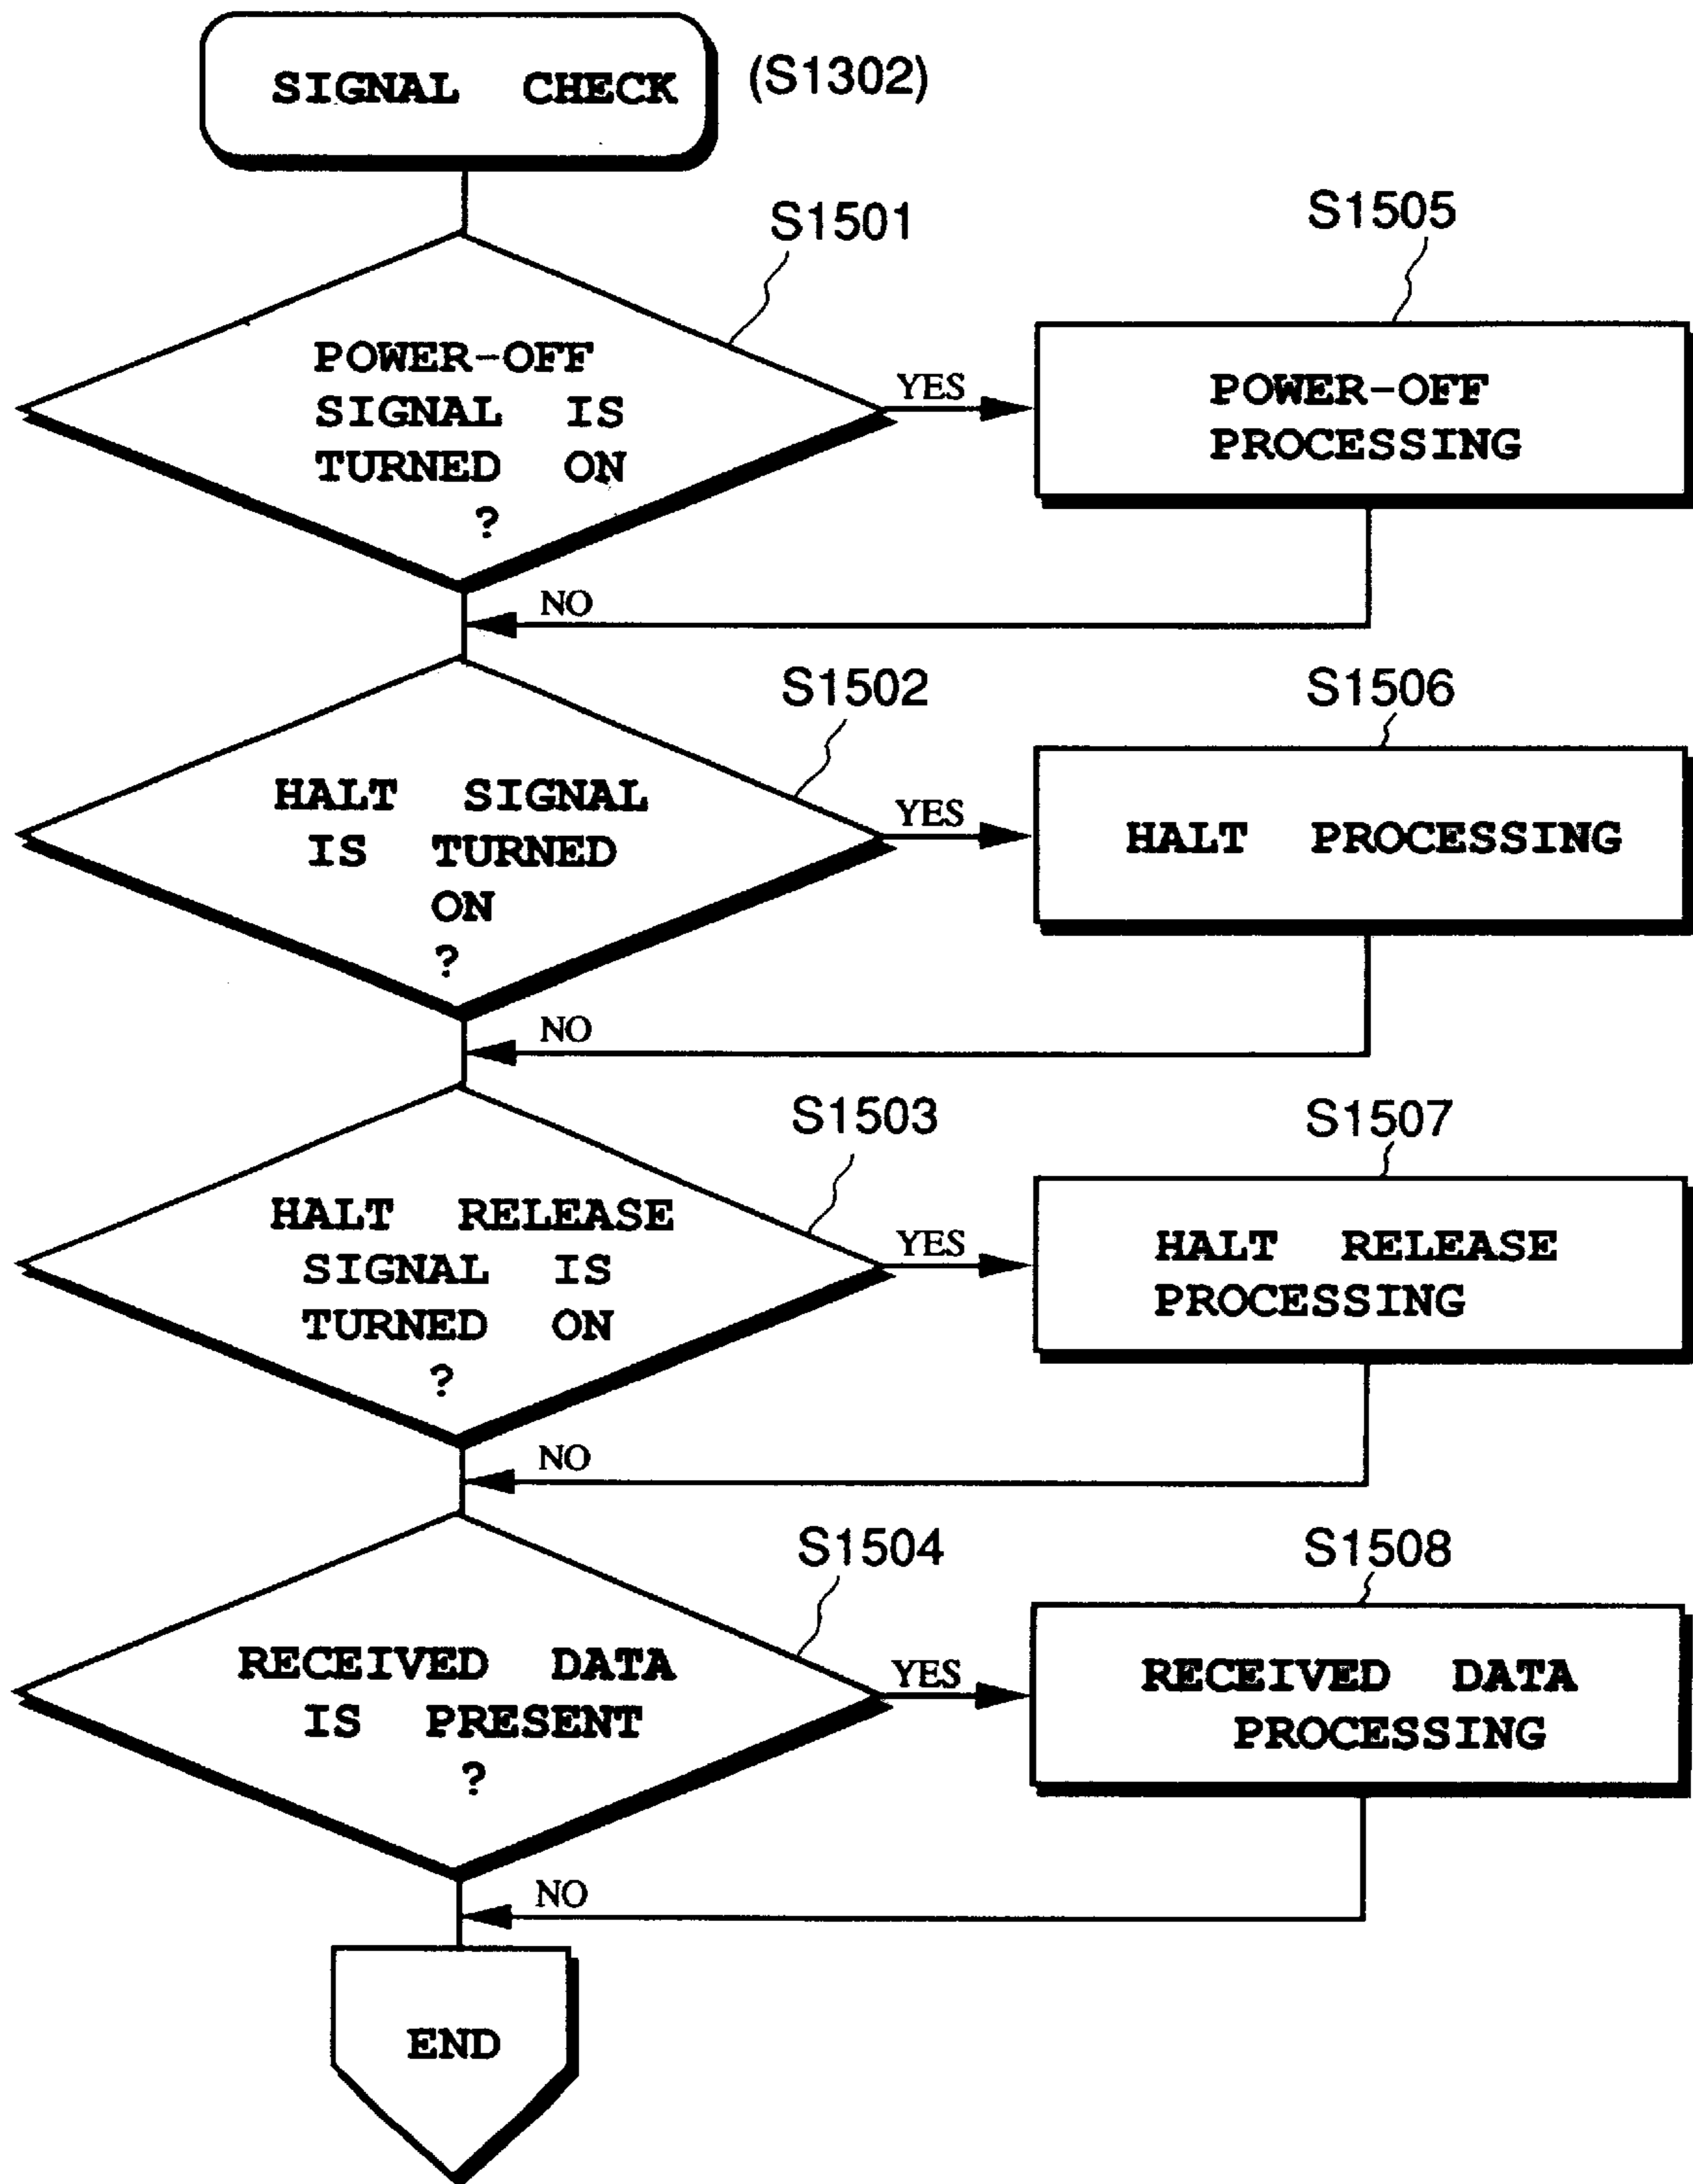 SIGNAL CHECK (S1302)
S1501
S1505
POWER-OFF
SIGNAL IS
TURNED ON
?
YES
POWER-OFF
PROCESSING
NO
S1502
S1506
HALT SIGNAL
IS TURNED
ON
?
YES
HALT PROCESSING
NO
S1503
S1507
HALT RELEASE
SIGNAL IS
TURNED ON
?
YES
HALT RELEASE
PROCESSING
NO
S1504
S1508
RECEIVED DATA
IS PRESENT
?
YES
RECEIVED DATA
PROCESSING
NO
END